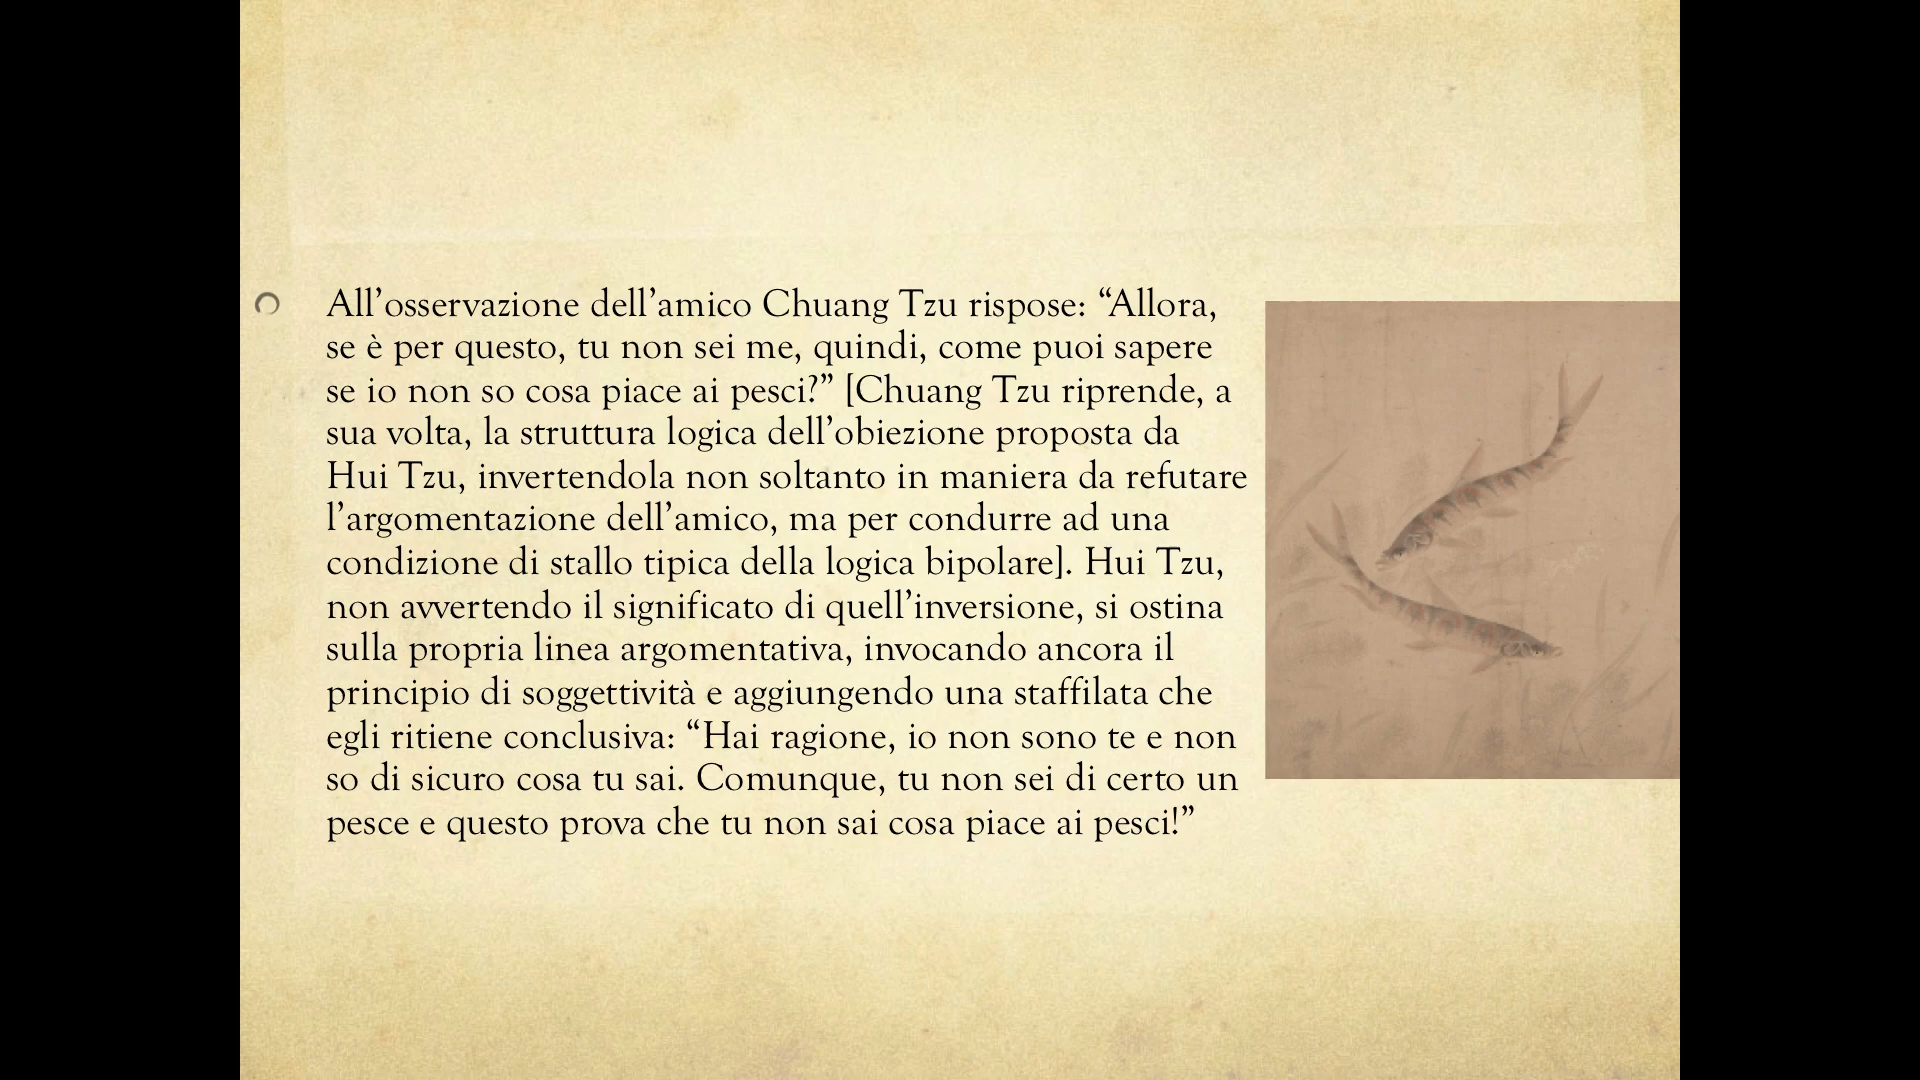 All’osservazione dell’amico Chuang Tzu rispose: “Allora,
se è per questo, tu non sei me, quindi, come puoi sapere
se io non so cosa piace ai pesci?” [Chuang Tzu riprende, a
sua volta, la struttura logica dell’obiezione proposta da
Hui Tzu, invertendola non soltanto in maniera da refutare
l’argomentazione dell’amico, ma per condurre ad una
condizione di stallo tipica della logica bipolare]. Hui Tzu,
non avvertendo il significato di quell’inversione, si ostina
sulla propria linea argomentativa, invocando ancora il
principio di soggettività e aggiungendo una staffilata che
egli ritiene conclusiva: “Hai ragione, io non sono te e non
so di sicuro cosa tu sai. Comunque, tu non sei di certo un
pesce e questo prova che tu non sai cosa piace ai pesci!”